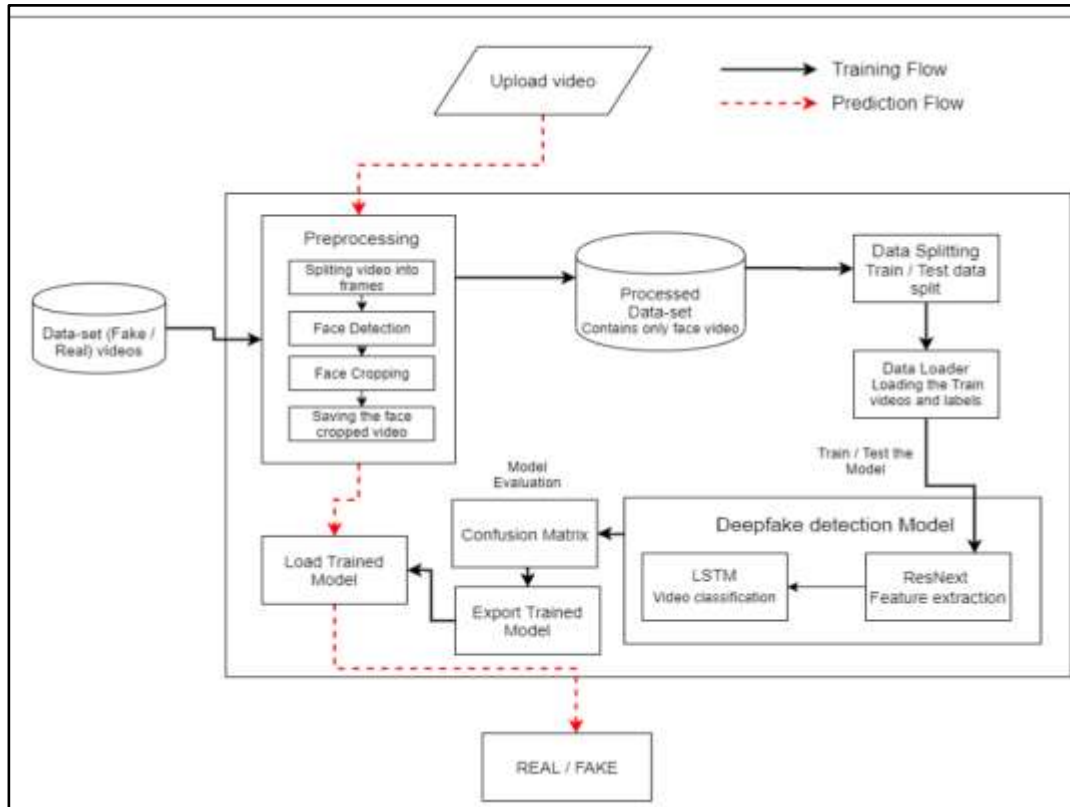 Upload video
Training Flow
Prediction Flow
Preprocessing
Spliting video into
frames
Face Detection
Face Cropping
Saving the face
cropped video
Data-set (Fake /
Real) videos
Processed
Data-set
Contains only face video
Data Splitting
Train / Test data
split
Data Loader
Loading the Train
videos and labels
Train / Test the
Model
Model
Evaluation
Confusion Matrix
Export Trained
Model
Load Trained
Model
Deepfake detection Model
LSTM
Video classification
ResNext
Feature extraction
REAL / FAKE